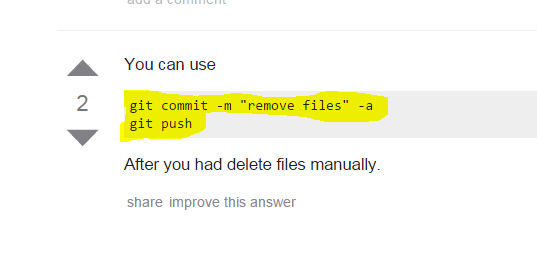 add a comment
You can use
2
git commit -m "remove files" -a
git push
After you had delete files manually.
share improve this answer